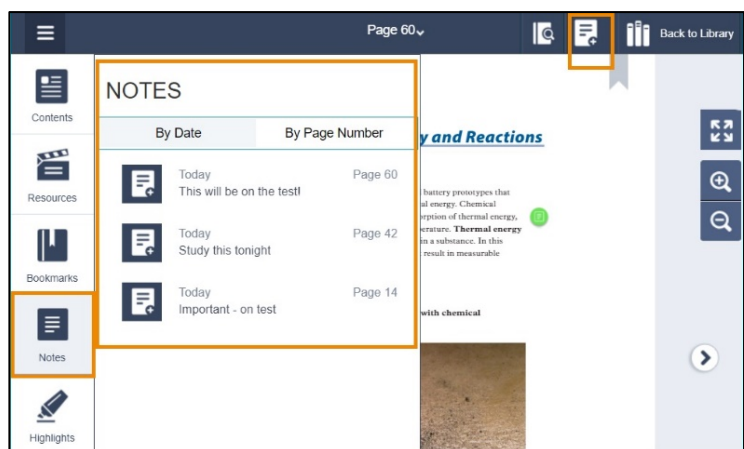 Page 60
Back to Library
Contents
Resources
Bookmarks
Notes
Highlights
NOTES
By Date
By Page Number
Today
Page 60
This will be on the test!
Today
Page 42
Study this tonight
Today
Page 14
Important - on test
y and Reactions
battery prototypes that
al energy. Chemical
orption of thermal energy,
perature. Thermal energy
in a substance. In this
result in measurable
with chemical